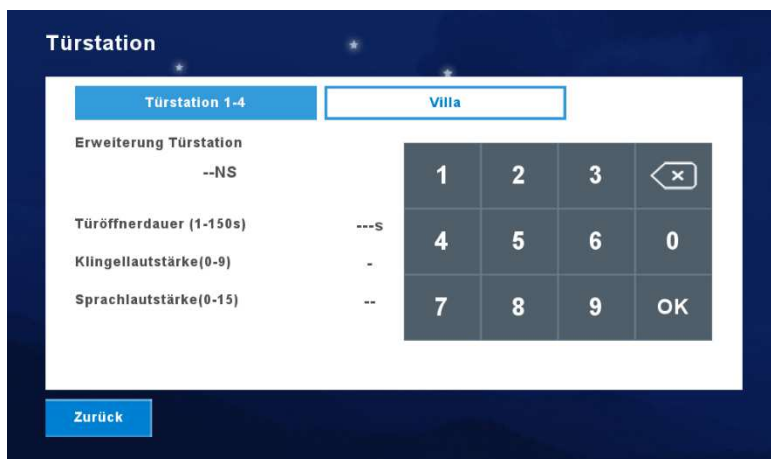 Türstation
Türstation 1-4
Villa
Erweiterung Türstation
--NS
Türöffnerdauer (1-150s) ---s
Klingellautstärke(0-9) -
Sprachlautstärke(0-15) --
1 2 3
4 5 6 0
7 8 9 OK
Zurück